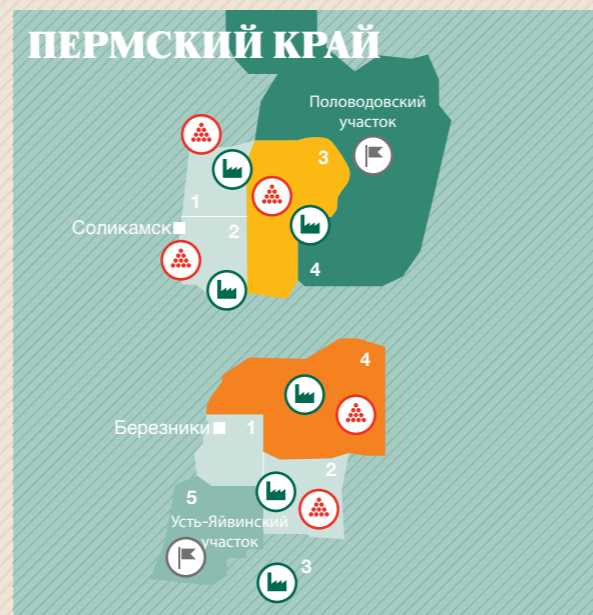 ПЕРМСКИЙ КРАЙ
Половодовский
участок
3
1
Соликамск
2
4
4
Березники
1
2
5
Усть-Яйвинский
участок
3